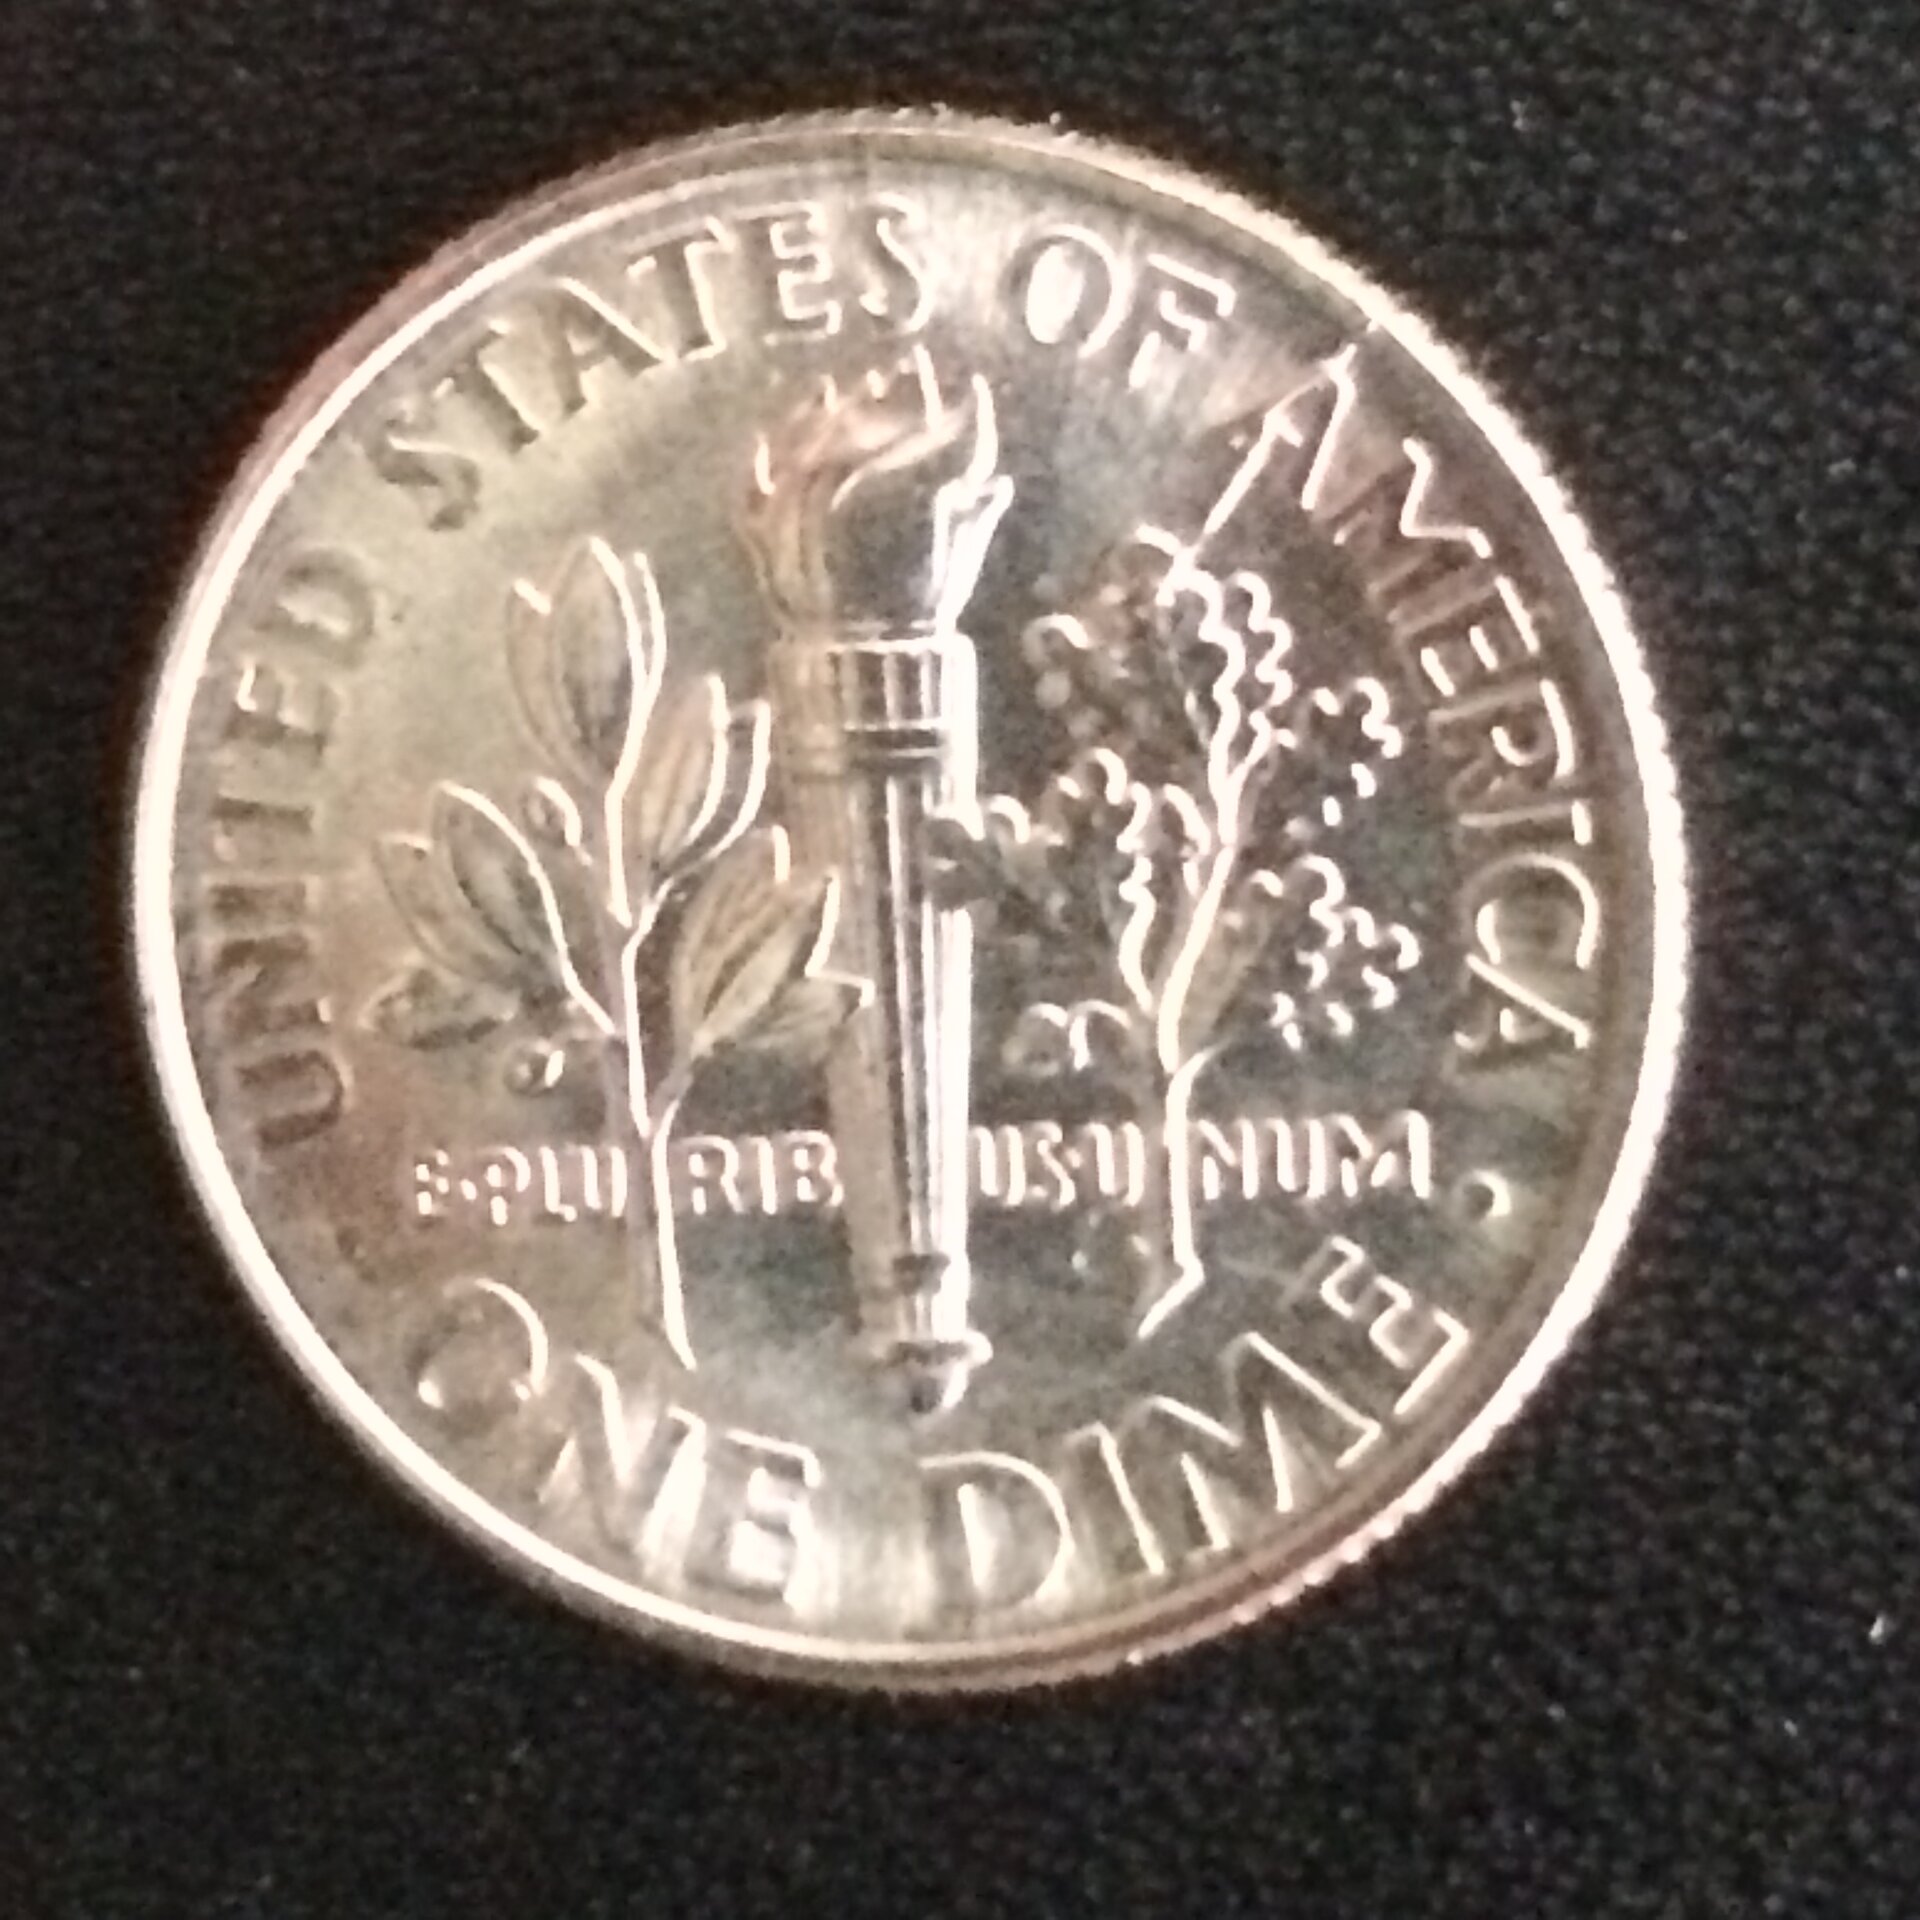 UNITED STATES OF AMERICA
E·PLURIBUS·UNUM
ONE DIME